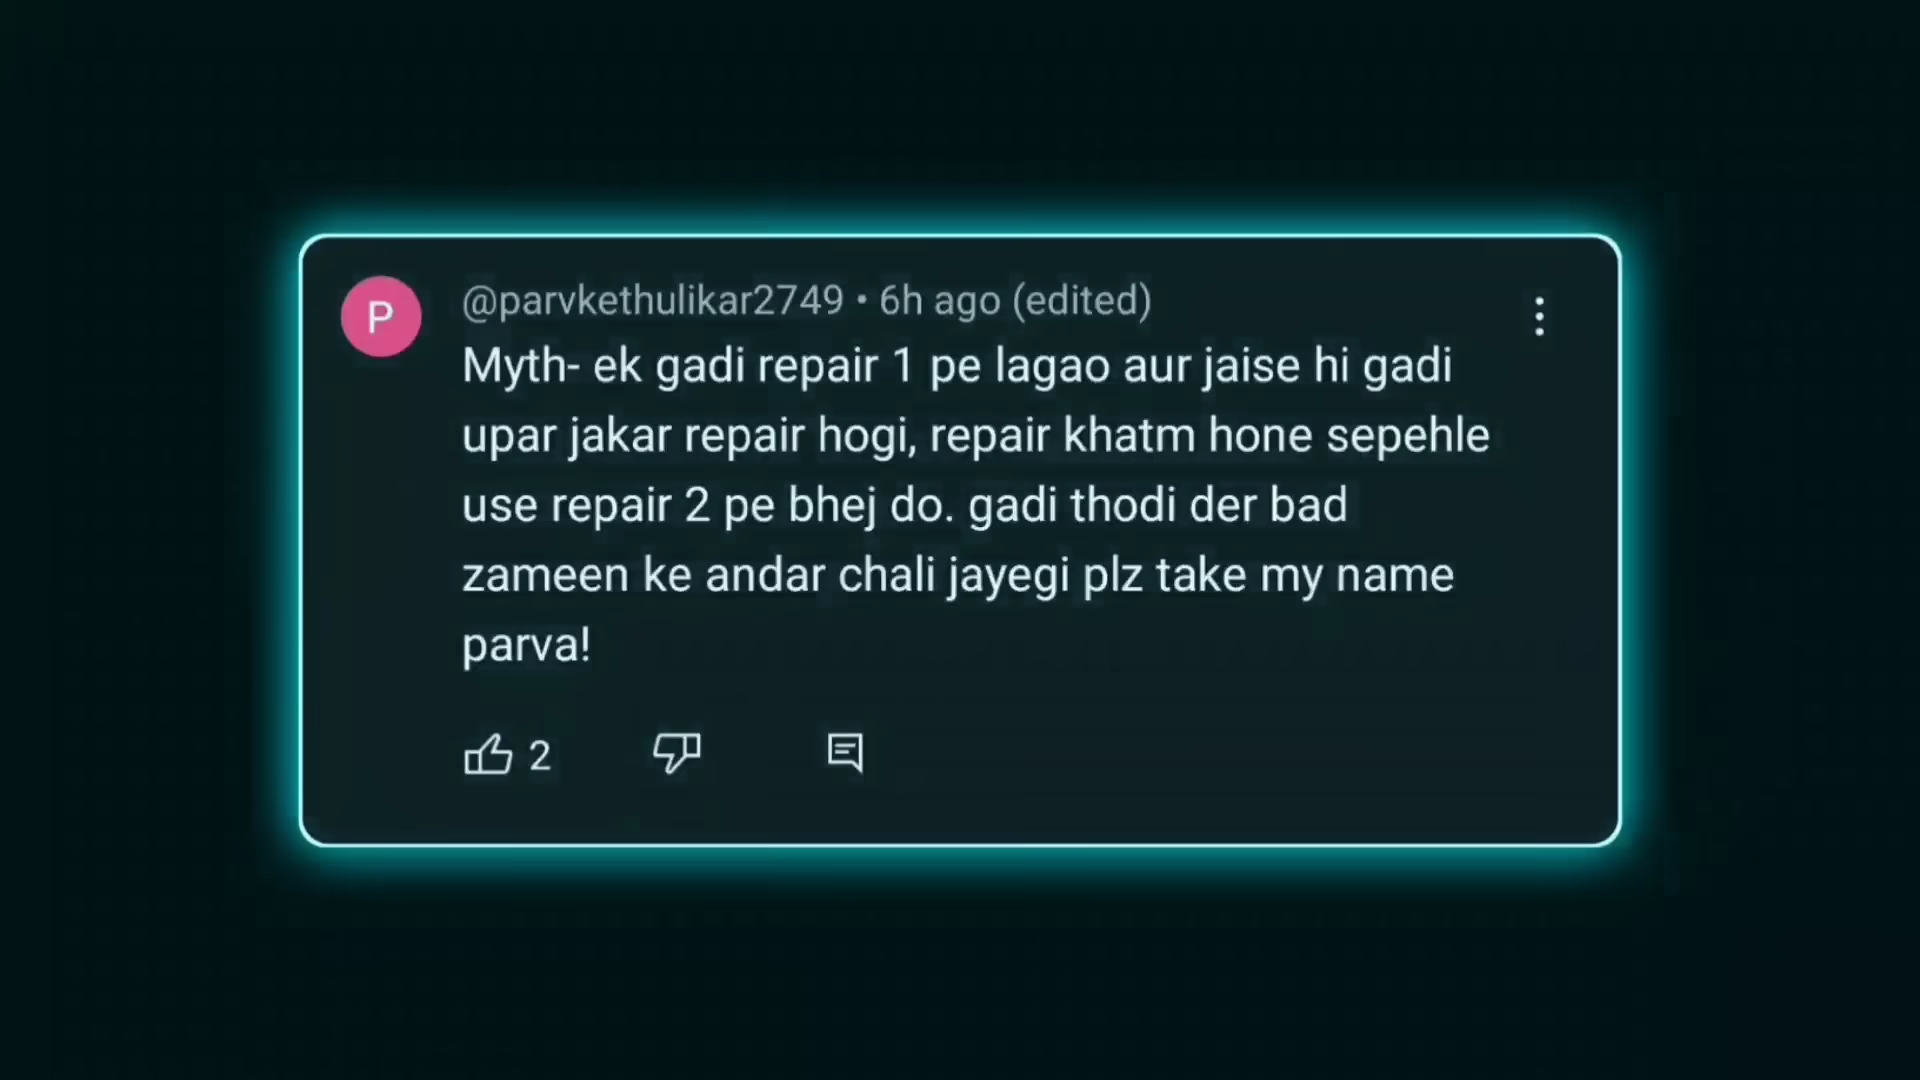 P
@parvkethulikar2749 • 6h ago (edited)
Myth- ek gadi repair 1 pe lagao aur jaise hi gadi
upar jakar repair hogi, repair khatm hone sepehle
use repair 2 pe bhej do. gadi thodi der bad
zameen ke andar chali jayegi plz take my name
parva!
2